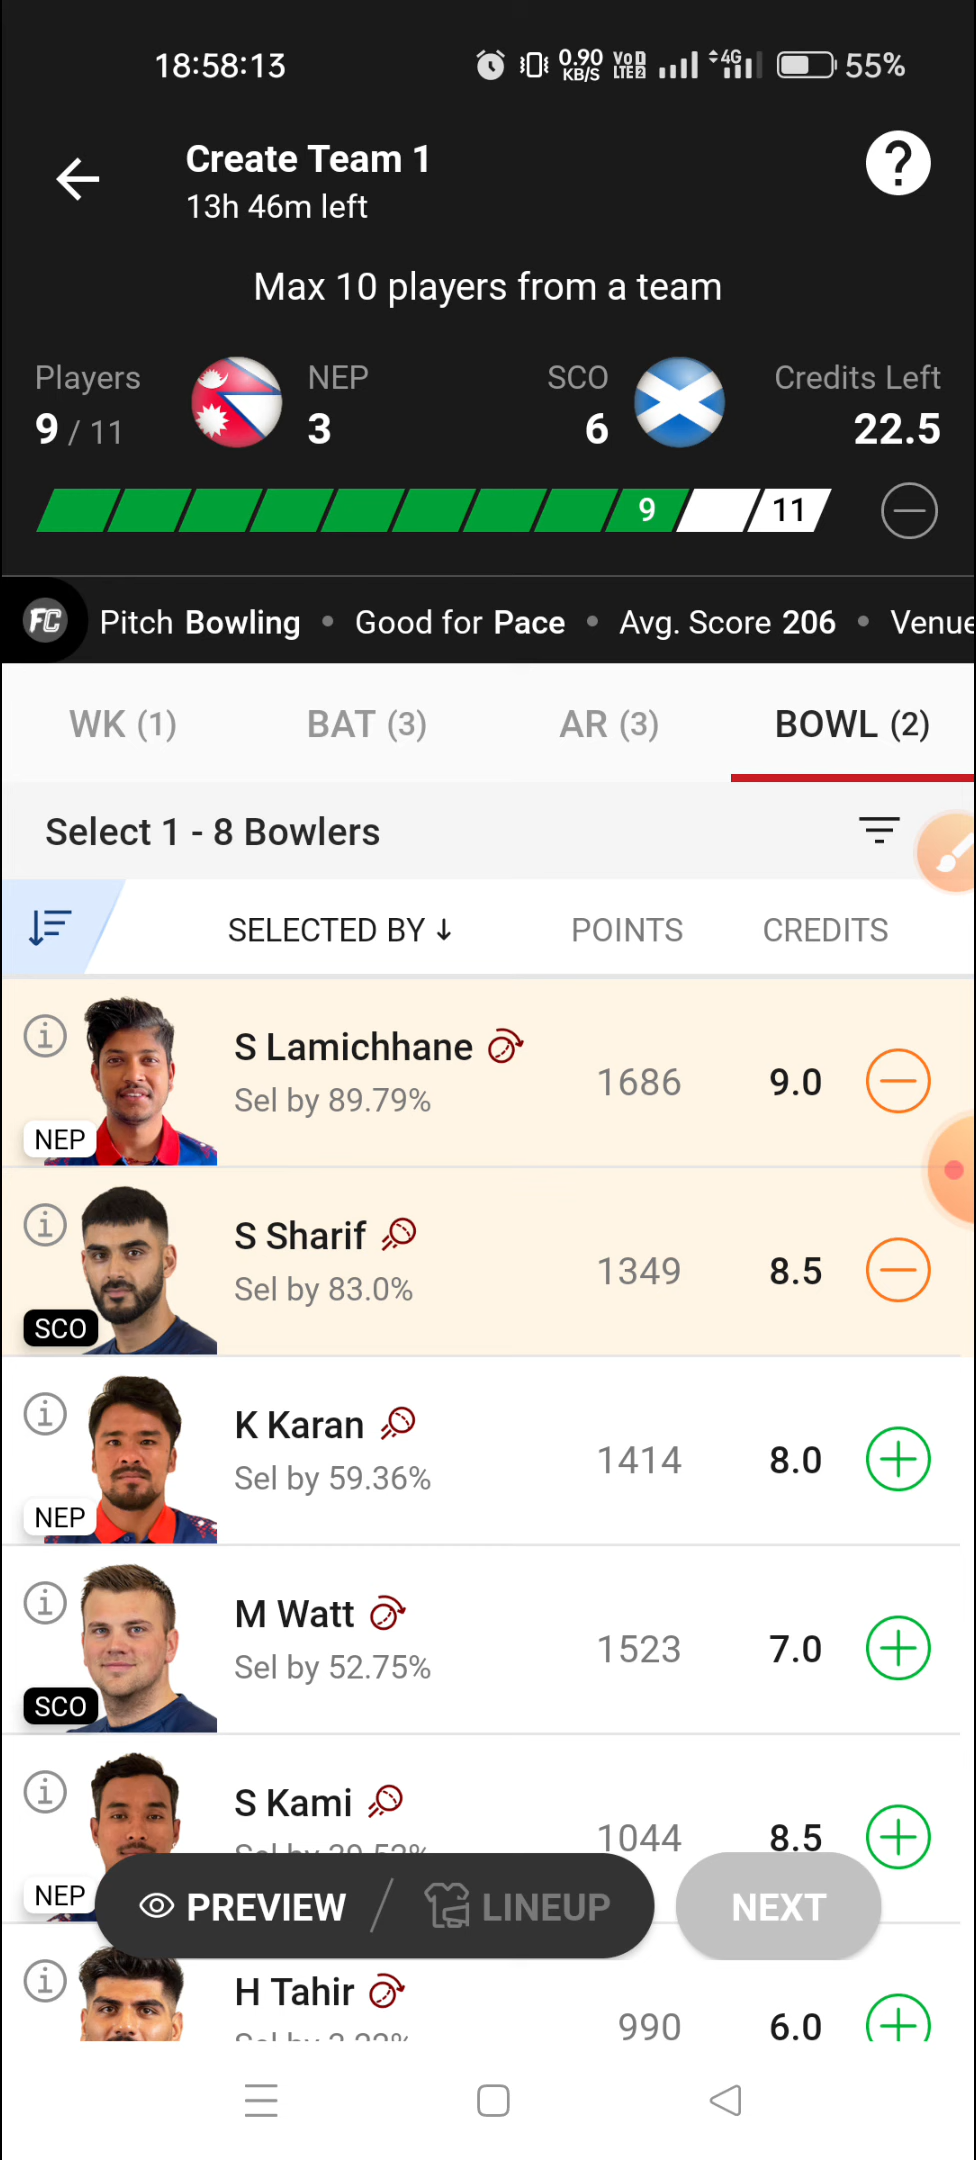 18:58:13 0.90 KB/S VoD LTE2 4G 55%
Create Team 1
13h 46m left
Max 10 players from a team
Players NEP SCO Credits Left
9 / 11 3 6 22.5
9 11
FC Pitch Bowling • Good for Pace • Avg. Score 206 • Venue
WK (1) BAT (3) AR (3) BOWL (2)
Select 1 - 8 Bowlers
SELECTED BY ↓ POINTS CREDITS
S Lamichhane
Sel by 89.79% 1686 9.0
NEP
S Sharif
Sel by 83.0% 1349 8.5
SCO
K Karan
Sel by 59.36% 1414 8.0
NEP
M Watt
Sel by 52.75% 1523 7.0
SCO
S Kami
1044 8.5
NEP
PREVIEW / LINEUP NEXT
H Tahir
990 6.0